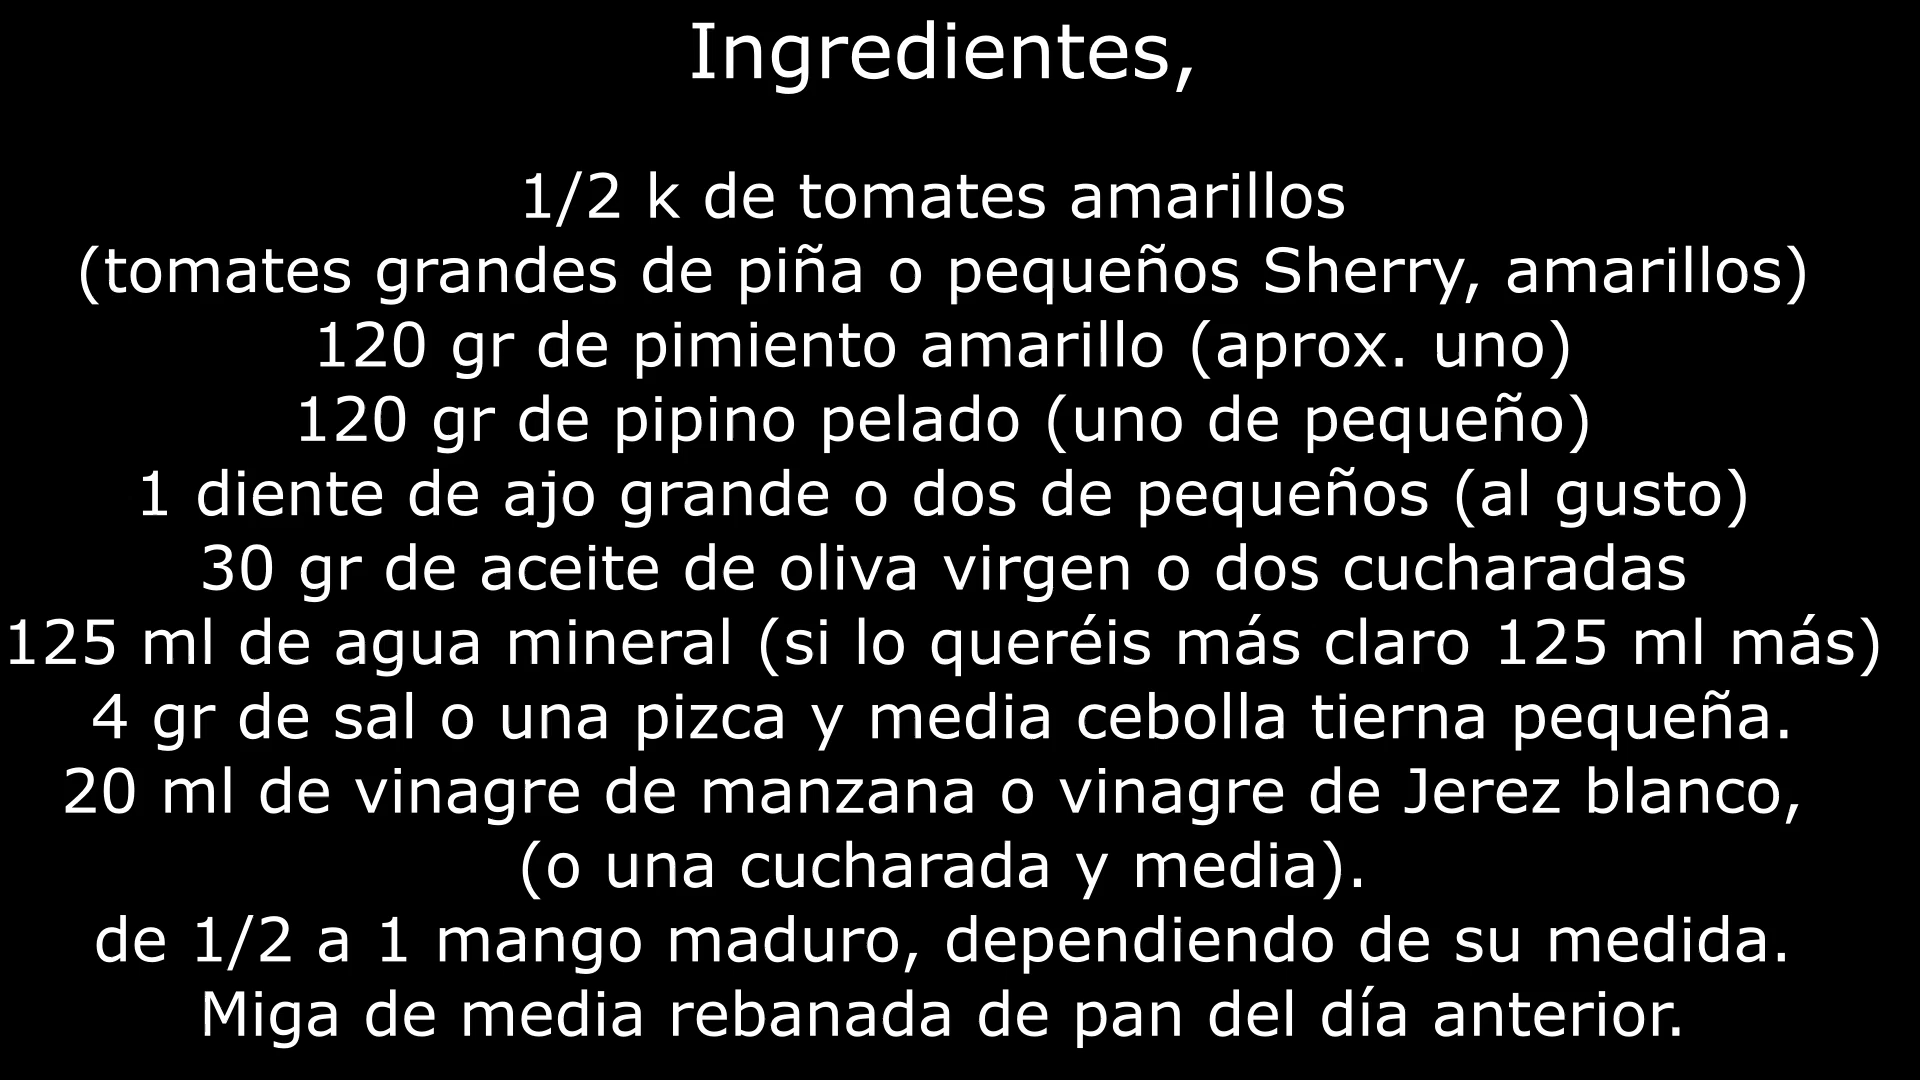 Ingredientes,
1/2 k de tomates amarillos
(tomates grandes de piña o pequeños Sherry, amarillos)
120 gr de pimiento amarillo (aprox. uno)
120 gr de pipino pelado (uno de pequeño)
1 diente de ajo grande o dos de pequeños (al gusto)
30 gr de aceite de oliva virgen o dos cucharadas
125 ml de agua mineral (si lo queréis más claro 125 ml más)
4 gr de sal o una pizca y media cebolla tierna pequeña.
20 ml de vinagre de manzana o vinagre de Jerez blanco,
(o una cucharada y media).
de 1/2 a 1 mango maduro, dependiendo de su medida.
Miga de media rebanada de pan del día anterior.